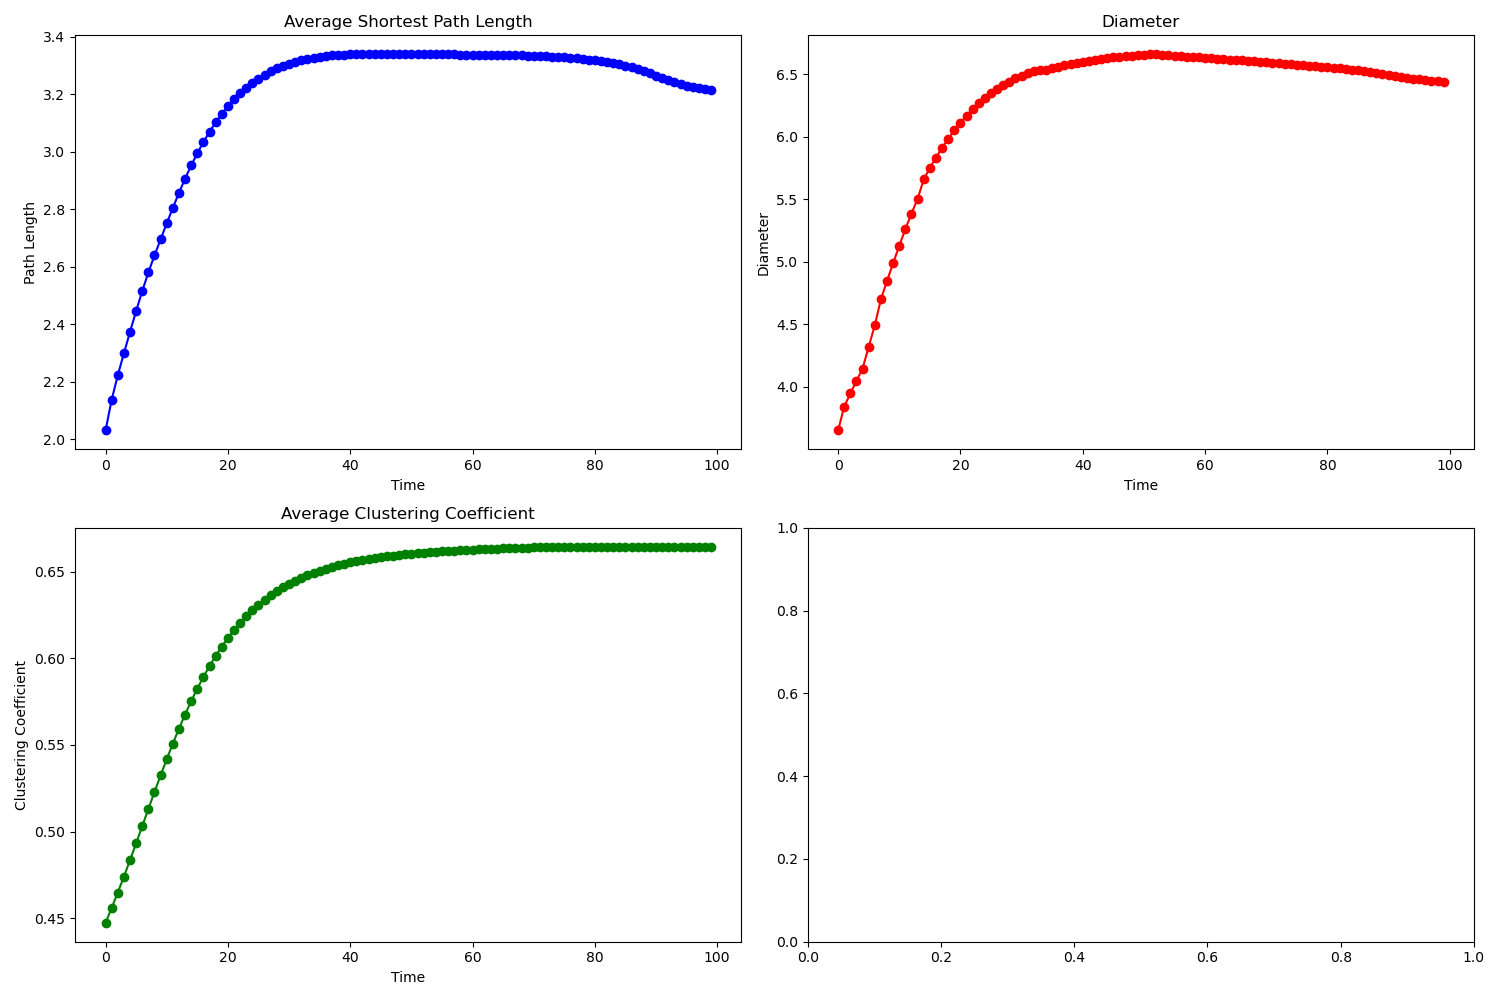 Average Shortest Path Length
3.4
3.2
3.0
2.8
2.6
2.4
2.2
2.0
Path Length
0 20 40 60 80 100
Time
Diameter
6.5
6.0
5.5
5.0
4.5
4.0
Diameter
0 20 40 60 80 100
Time
Average Clustering Coefficient
0.65
0.60
0.55
0.50
0.45
Clustering Coefficient
0 20 40 60 80 100
Time
1.0
0.8
0.6
0.4
0.2
0.0
0.0 0.2 0.4 0.6 0.8 1.0